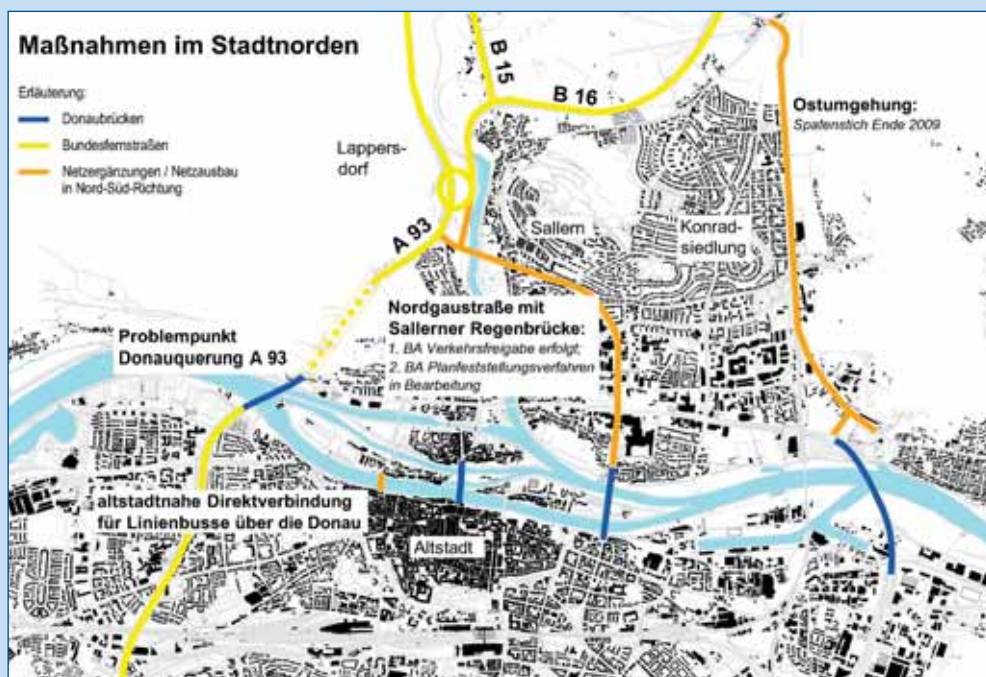 Maßnahmen im Stadtnorden
Erläuterung:
Donaubrücken
Bundesfernstraßen
Netzergänzungen / Netzausbau
in Nord-Süd-Richtung
B 15
B 16
Ostumgehung:
Spatenstich Ende 2009
Lappers-
dorf
A 93
Sallern
Konrad-
siedlung
Nordgaustraße mit
Sallerner Regenbrücke:
1. BA Verkehrsfreigabe erfolgt;
2. BA Planfeststellungsverfahren
in Bearbeitung
Problempunkt
Donauquerung A 93
altstadtnahe Direktverbindung
für Linienbusse über die Donau
Altstadt